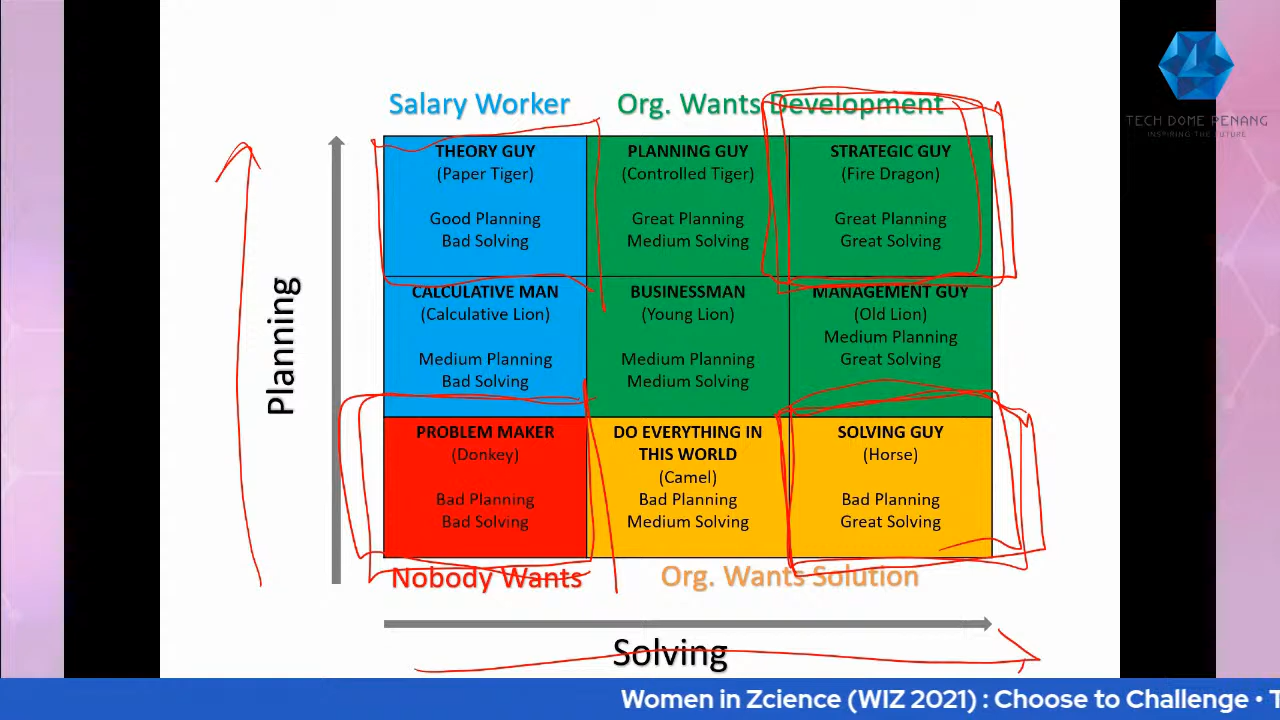 TECH DOME PENANG
INSPIRING THE FUTURE
Salary Worker
Org. Wants Development
THEORY GUY
(Paper Tiger)
Good Planning
Bad Solving
PLANNING GUY
(Controlled Tiger)
Great Planning
Medium Solving
STRATEGIC GUY
(Fire Dragon)
Great Planning
Great Solving
Planning
CALCULATIVE MAN
(Calculative Lion)
Medium Planning
Bad Solving
BUSINESSMAN
(Young Lion)
Medium Planning
Medium Solving
MANAGEMENT GUY
(Old Lion)
Medium Planning
Great Solving
PROBLEM MAKER
(Donkey)
Bad Planning
Bad Solving
DO EVERYTHING IN
THIS WORLD
(Camel)
Bad Planning
Medium Solving
SOLVING GUY
(Horse)
Bad Planning
Great Solving
Nobody Wants
Org. Wants Solution
Solving
Women in Zcience (WIZ 2021) : Choose to Challenge • T